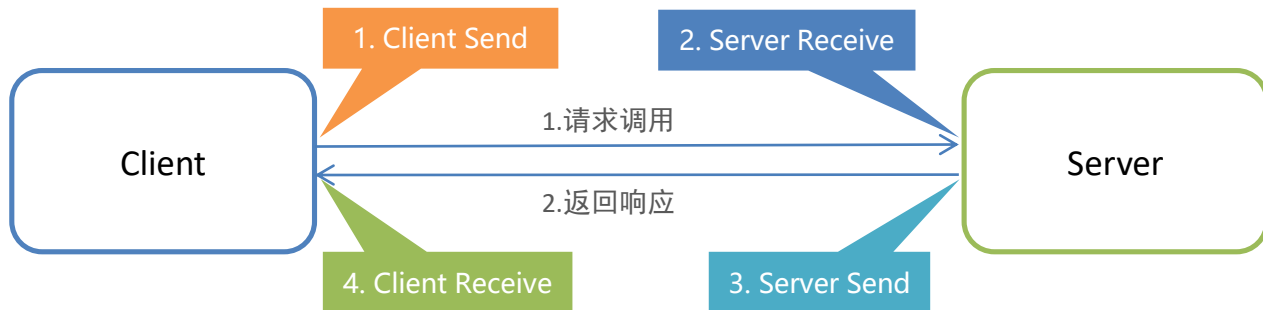 1. Client Send
2. Server Receive
1.请求调用
Client
Server
2.返回响应
4. Client Receive
3. Server Send